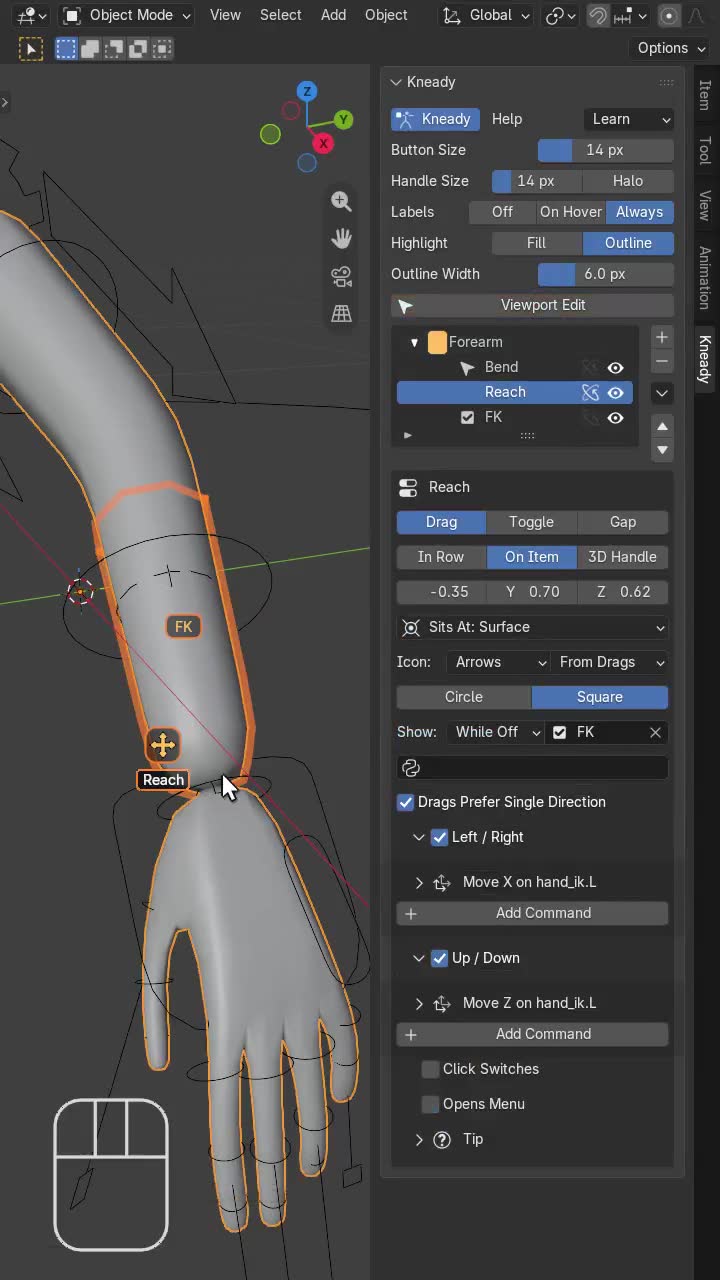 Object Mode View Select Add Object Global
Options
Kneady
Kneady Help Learn
Button Size 14 px
Handle Size 14 px Halo
Labels Off On Hover Always
Highlight Fill Outline
Outline Width 6.0 px
Viewport Edit
Forearm
Bend
Reach
FK
Reach
Drag Toggle Gap
In Row On Item 3D Handle
-0.35 Y 0.70 Z 0.62
Sits At: Surface
Icon: Arrows From Drags
Circle Square
Show: While Off FK
Drags Prefer Single Direction
Left / Right
Move X on hand_ik.L
Add Command
Up / Down
Move Z on hand_ik.L
Add Command
Click Switches
Opens Menu
Tip
Item
Tool
View
Animation
Kneady
Z
Y
X
FK
Reach